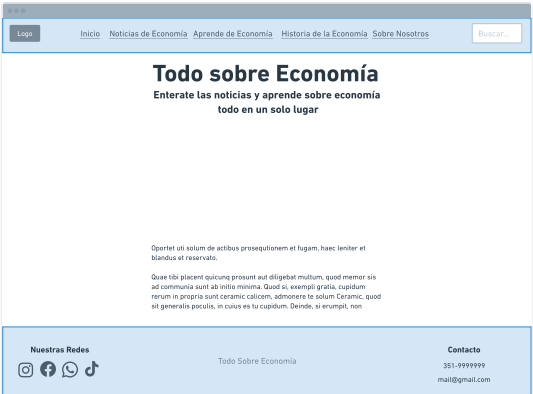 Logo
Inicio Noticias de Economía Aprende de Economía Historia de la Economía Sobre Nosotros
Buscar...
Todo sobre Economía
Enterate las noticias y aprende sobre economía
todo en un solo lugar
Oportet uti solum de actibus prosequtionem et fugam, haec leniter et
blandus et reservato.
Quae tibi placent quicunq prosunt aut diligebat multum, quod memor sis
ad communia sunt ab initio minima. Quod si, exempli gratia, cupidum
rerum in propria sunt ceramic calicem, admonere te solum Ceramic, quod
sit generalis poculis, in cuius es tu cupidum. Deinde, si erumpit, non
Nuestras Redes
Todo Sobre Economía
Contacto
351-9999999
mail@gmail.com